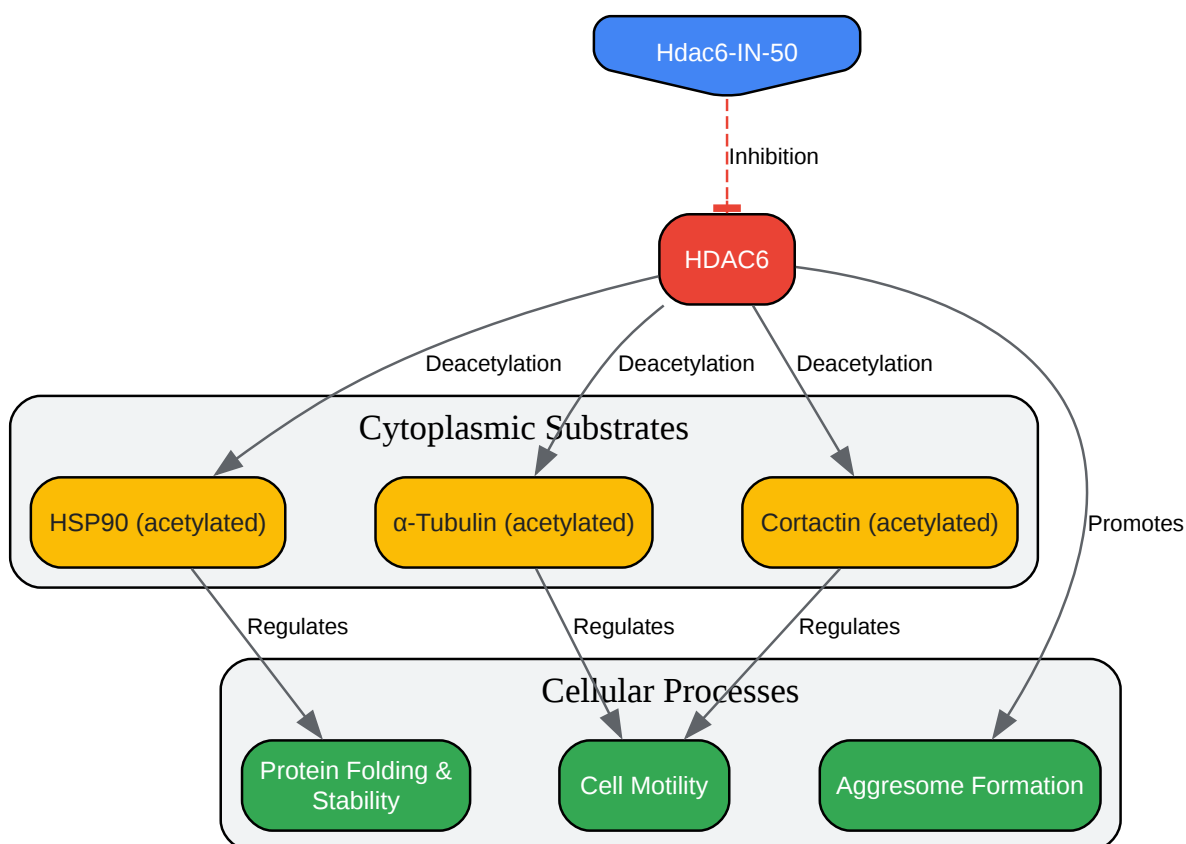 Hdac6-IN-50
Inhibition
HDAC6
Deacetylation
Deacetylation
Deacetylation
Cytoplasmic Substrates
HSP90 (acetylated)
α-Tubulin (acetylated)
Cortactin (acetylated)
Promotes
Regulates
Regulates
Regulates
Cellular Processes
Protein Folding &
Stability
Cell Motility
Aggresome Formation